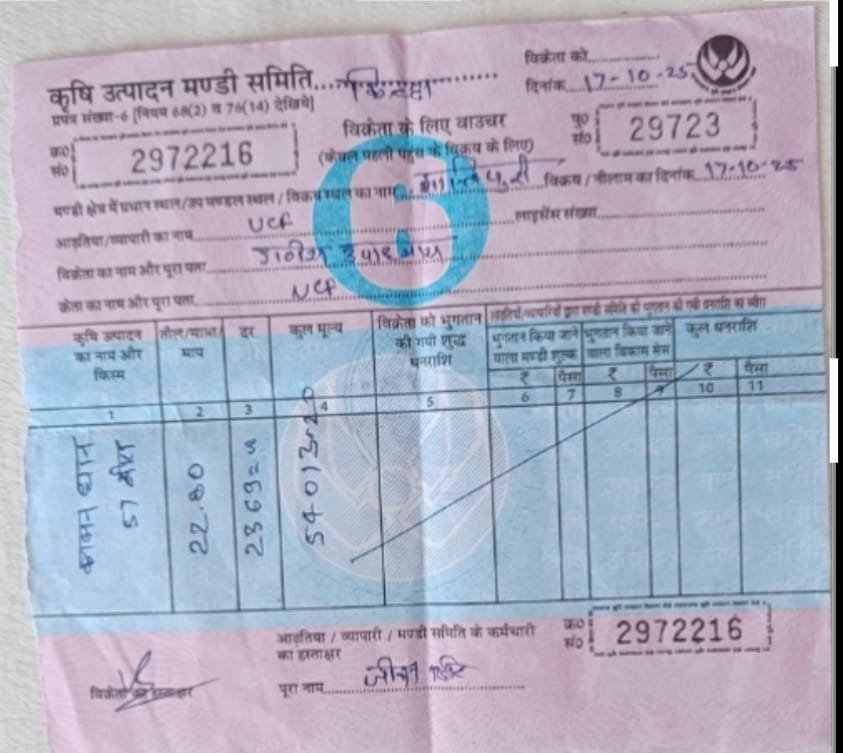 विक्रेता को
कृषि उत्पादन मण्डी समिति
दिनांक 17-10-25
प्रपत्र संख्या-6 [नियम 68(2) व 76(14) देखिये]
विक्रेता के लिए वाउचर
(केवल पहली पहुंच के विक्रय के लिए)
क्र० सं० 2972216
पु० सं० 29723
6
मण्डी क्षेत्र में प्रधान स्थल/उप मण्डल स्थल / विक्रय स्थल का नाम विक्रय / नीलाम का दिनांक 17-10-25
आढ़तिया/व्यापारी का नाम UCF लाइसेंस संख्या
विक्रेता का नाम और पूरा पता
क्रेता का नाम और पूरा पता
कृषि उत्पादन का नाम और किस्म
तौल/मात्रा/माप
दर
कुल मूल्य
विक्रेता को भुगतान की गयी शुद्ध धनराशि
भुगतान किया जाने वाला मण्डी शुल्क
भुगतान किया जाने वाला विकास सेस
कुल धनराशि
₹ पैसा ₹ पैसा ₹ पैसा
1 2 3 4 5 6 7 8 9 10 11
कामन धान
57
22.80
2369=
54013=20
आढ़तिया / व्यापारी / मण्डी समिति के कर्मचारी
का हस्ताक्षर
क्र० सं० 2972216
विक्रेता का हस्ताक्षर
पूरा नाम